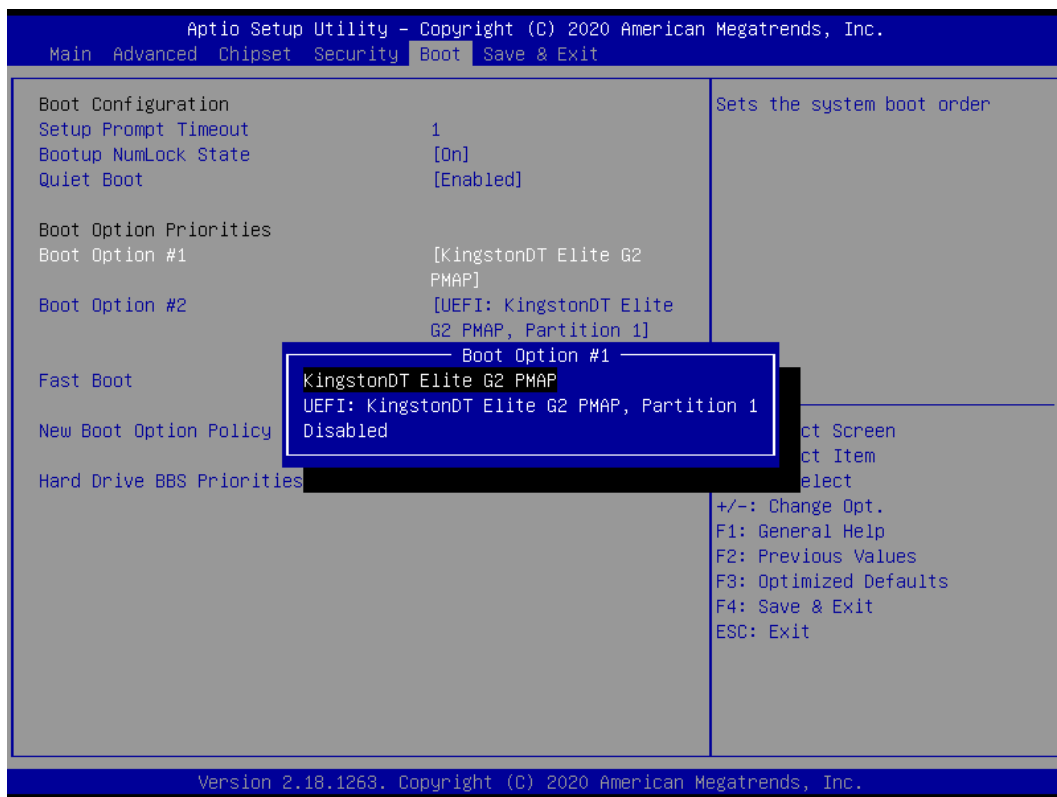 Aptio Setup Utility – Copyright (C) 2020 American Megatrends, Inc.
Main Advanced Chipset Security Boot Save & Exit
Boot Configuration
Setup Prompt Timeout 1
Bootup NumLock State [On]
Quiet Boot [Enabled]
Boot Option Priorities
Boot Option #1 [KingstonDT Elite G2
PMAP]
Boot Option #2 [UEFI: KingstonDT Elite
G2 PMAP, Partition 1]
Fast Boot
New Boot Option Policy
Hard Drive BBS Priorities
Boot Option #1
KingstonDT Elite G2 PMAP
UEFI: KingstonDT Elite G2 PMAP, Partition 1
Disabled
Sets the system boot order
ct Screen
ct Item
elect
+/-: Change Opt.
F1: General Help
F2: Previous Values
F3: Optimized Defaults
F4: Save & Exit
ESC: Exit
Version 2.18.1263. Copyright (C) 2020 American Megatrends, Inc.